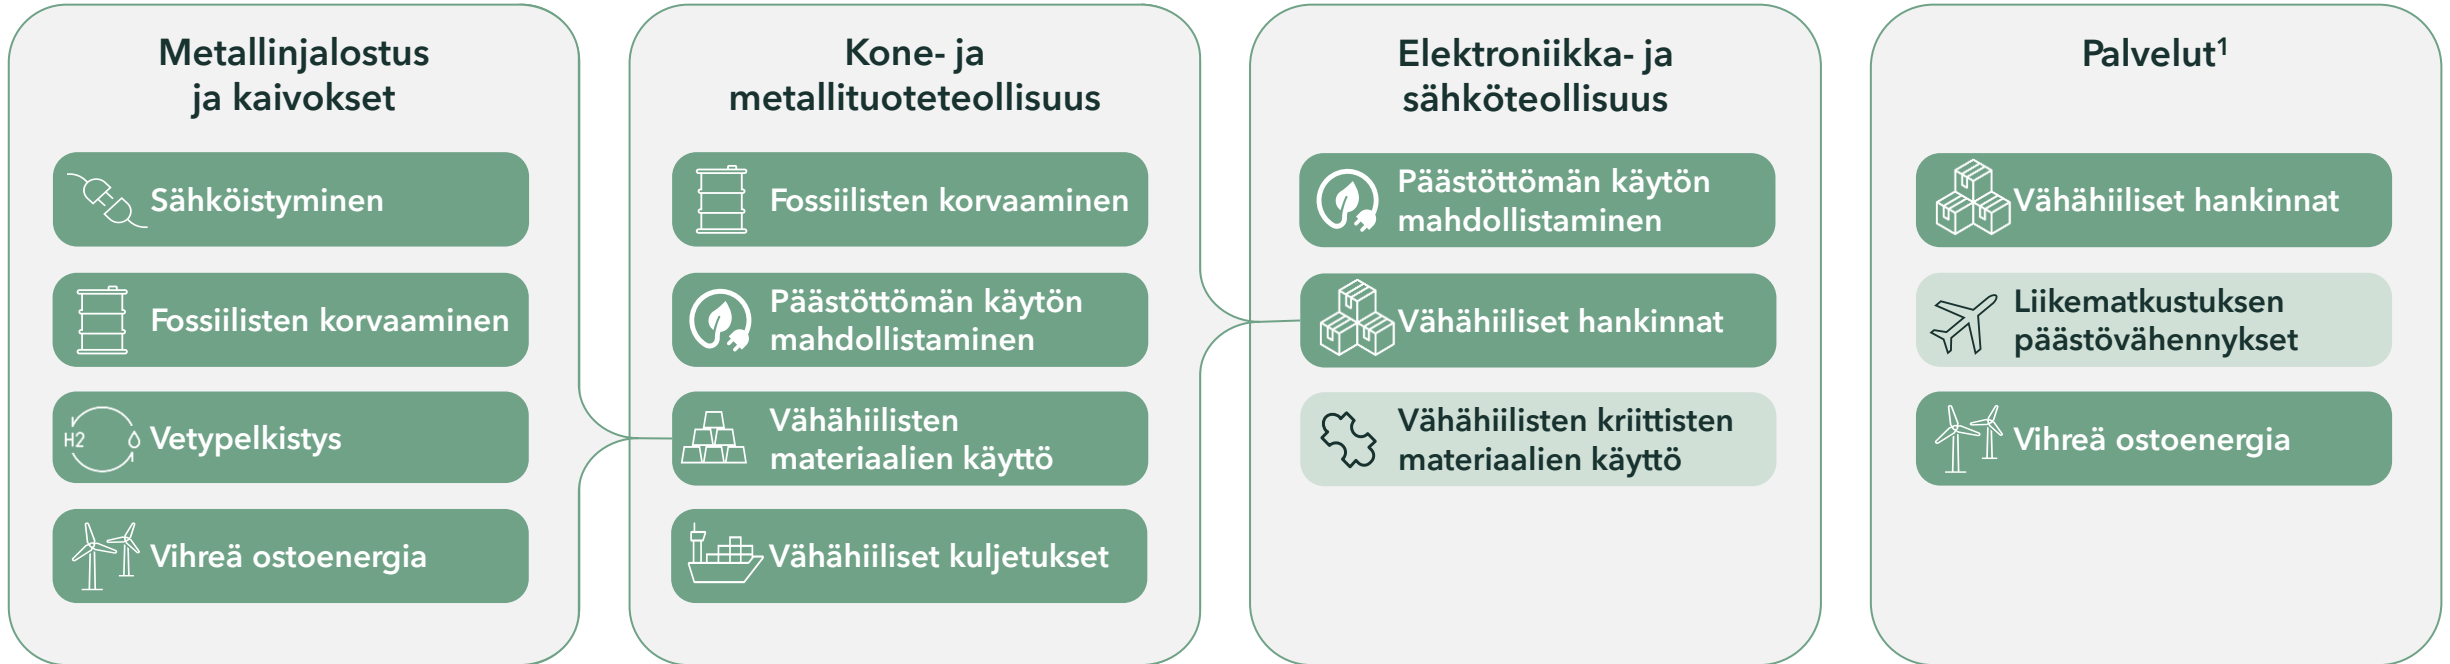 Metallinjalostus
ja kaivokset
Sähköistyminen
Fossiilisten korvaaminen
H2
Vetypelkistys
Vihreä ostoenergia
Kone- ja
metallituoteteollisuus
Fossiilisten korvaaminen
Päästöttömän käytön
mahdollistaminen
Vähähiilisten
materiaalien käyttö
Vähähiiliset kuljetukset
Elektroniikka- ja
sähköteollisuus
Päästöttömän käytön
mahdollistaminen
Vähähiiliset hankinnat
Vähähiilisten kriittisten
materiaalien käyttö
Palvelut¹
Vähähiiliset hankinnat
Liikematkustuksen
päästövähennykset
Vihreä ostoenergia